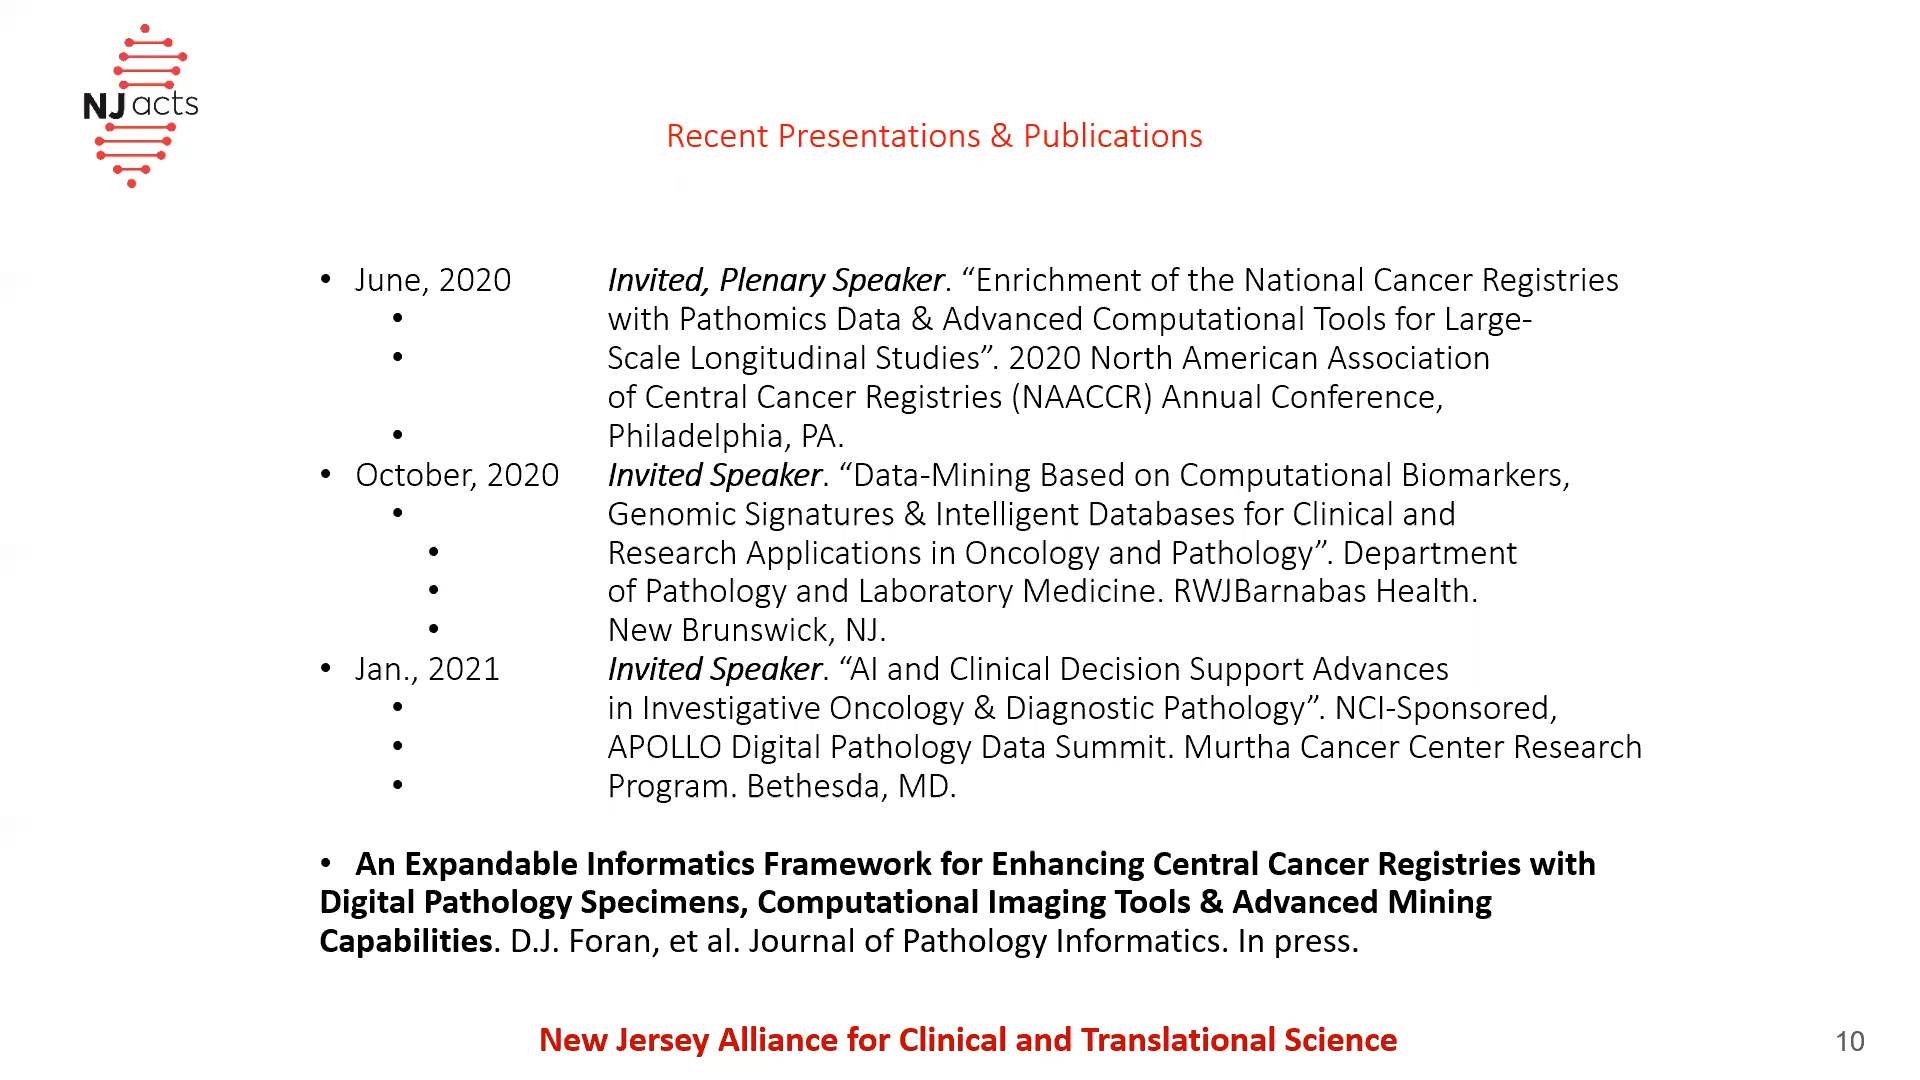 NJ acts
Recent Presentations & Publications
• June, 2020 Invited, Plenary Speaker. “Enrichment of the National Cancer Registries
• with Pathomics Data & Advanced Computational Tools for Large-
• Scale Longitudinal Studies”. 2020 North American Association
of Central Cancer Registries (NAACCR) Annual Conference,
• Philadelphia, PA.
• October, 2020 Invited Speaker. “Data-Mining Based on Computational Biomarkers,
• Genomic Signatures & Intelligent Databases for Clinical and
• Research Applications in Oncology and Pathology”. Department
• of Pathology and Laboratory Medicine. RWJBarnabas Health.
• New Brunswick, NJ.
• Jan., 2021 Invited Speaker. “AI and Clinical Decision Support Advances
• in Investigative Oncology & Diagnostic Pathology”. NCI-Sponsored,
• APOLLO Digital Pathology Data Summit. Murtha Cancer Center Research
• Program. Bethesda, MD.
• An Expandable Informatics Framework for Enhancing Central Cancer Registries with
Digital Pathology Specimens, Computational Imaging Tools & Advanced Mining
Capabilities. D.J. Foran, et al. Journal of Pathology Informatics. In press.
New Jersey Alliance for Clinical and Translational Science
10